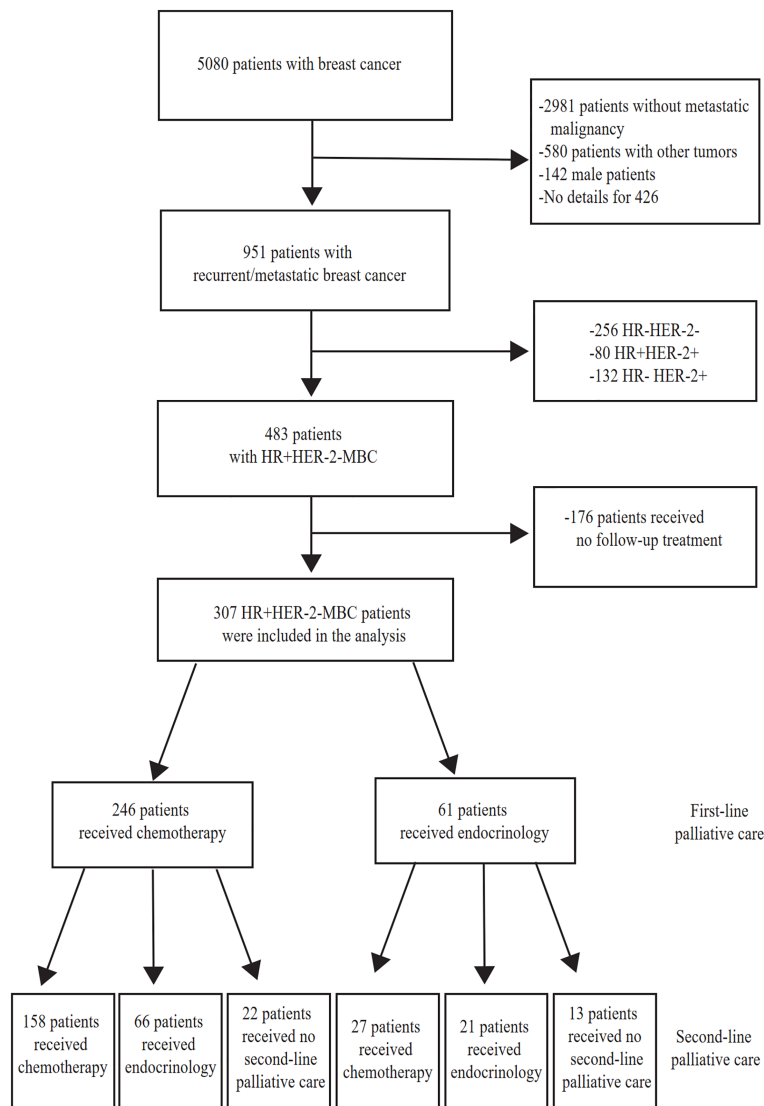 5080 patients with breast cancer
-2981 patients without metastatic
malignancy
-580 patients with other tumors
-142 male patients
-No details for 426
951 patients with
recurrent/metastatic breast cancer
-256 HR-HER-2-
-80 HR+HER-2+
-132 HR- HER-2+
483 patients
with HR+HER-2-MBC
-176 patients received
no follow-up treatment
307 HR+HER-2-MBC patients
were included in the analysis
246 patients
received chemotherapy
61 patients
received endocrinology
First-line
palliative care
158 patients
received
chemotherapy
66 patients
received
endocrinology
22 patients
received no
second-line
palliative care
27 patients
received
chemotherapy
21 patients
received
endocrinology
13 patients
received no
second-line
palliative care
Second-line
palliative care